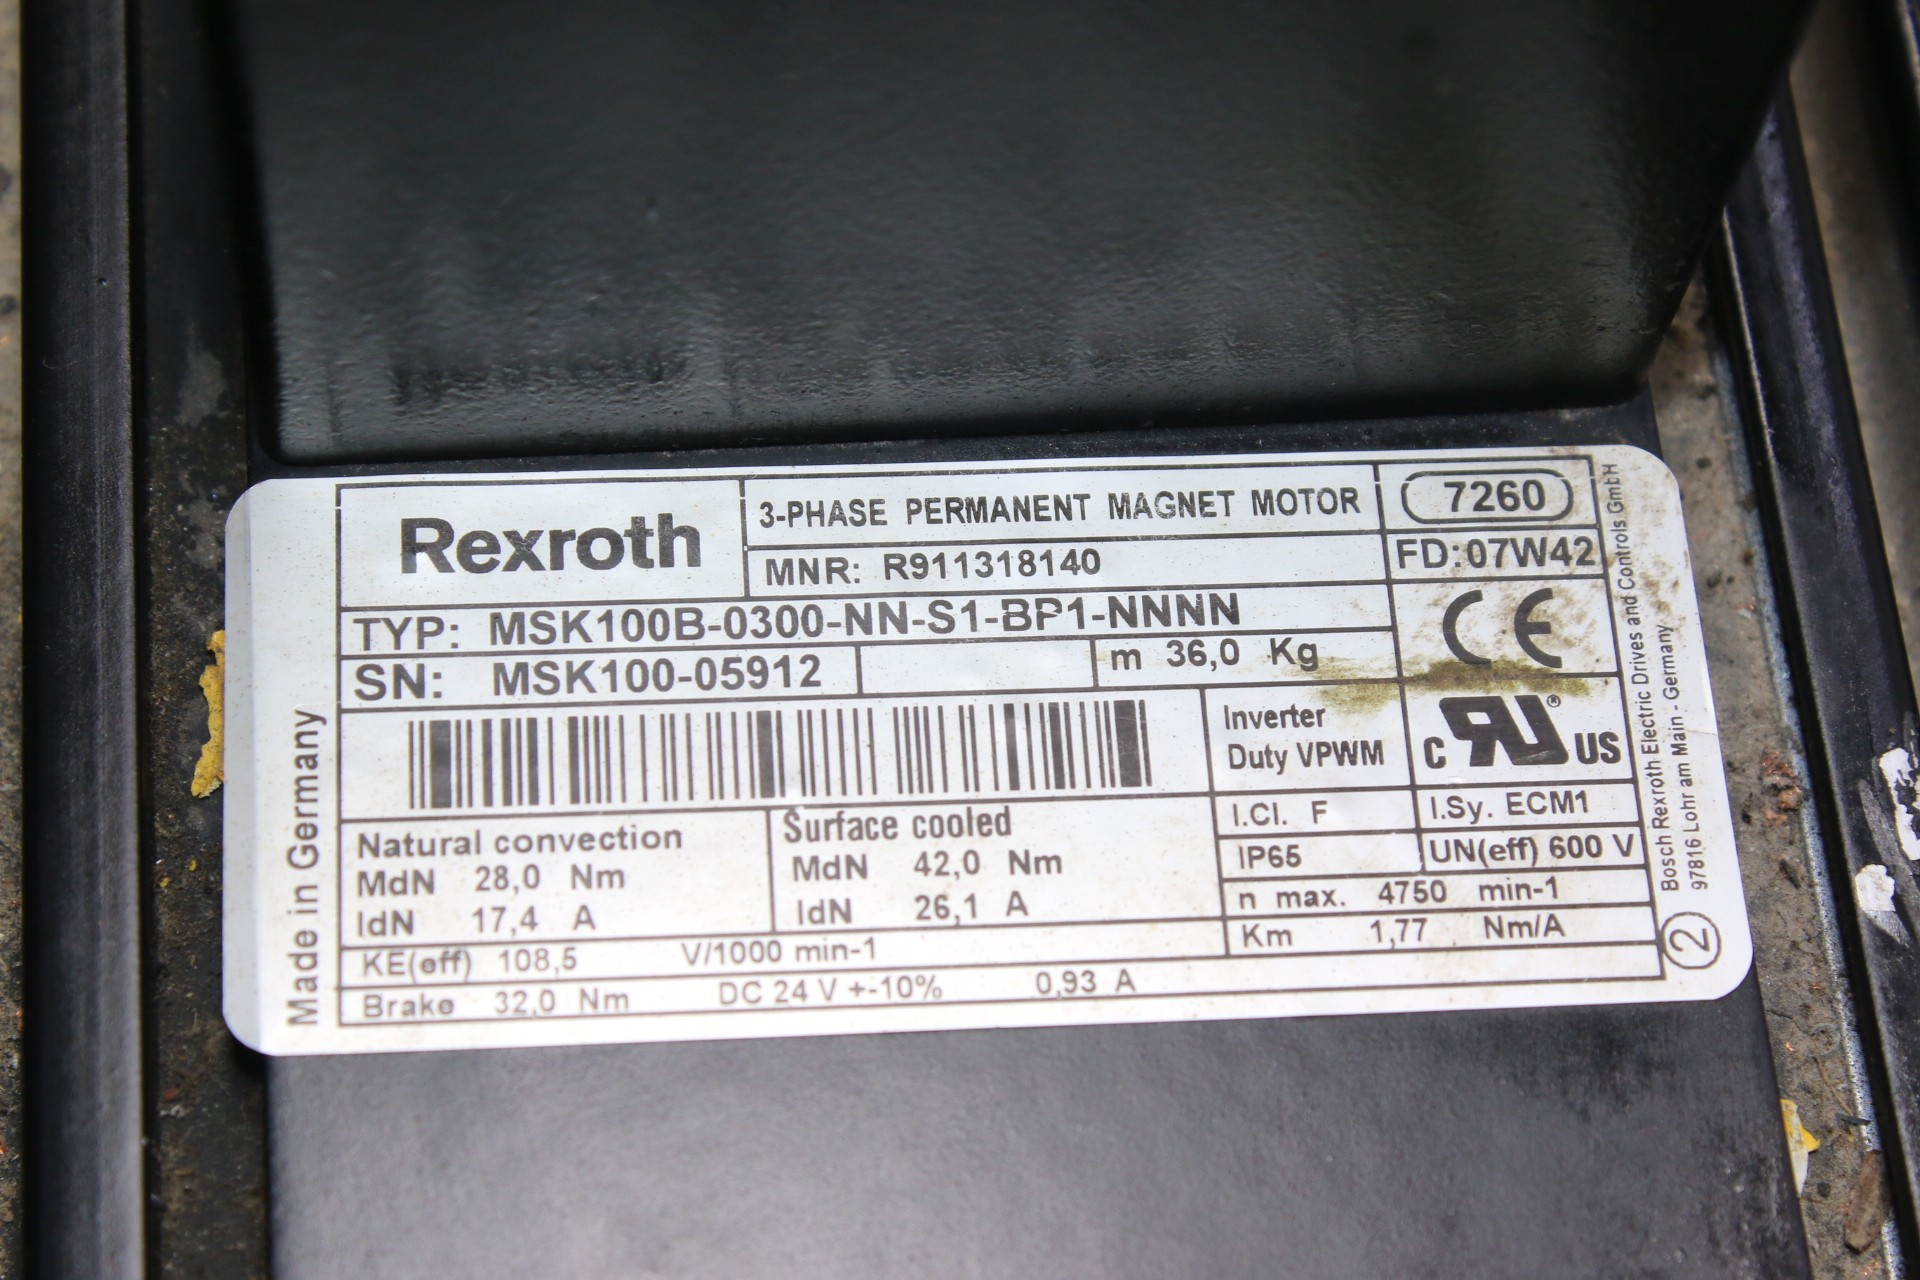 Rexroth
3-PHASE PERMANENT MAGNET MOTOR
7260
MNR: R911318140
FD:07W42
TYP: MSK100B-0300-NN-S1-BP1-NNNN
CE
SN: MSK100-05912
m 36,0 Kg
Inverter
Duty VPWM
C RU® US
Natural convection
MdN 28,0 Nm
IdN 17,4 A
Surface cooled
MdN 42,0 Nm
IdN 26,1 A
I.Cl. F
I.Sy. ECM1
IP65
UN(eff) 600 V
n max. 4750 min-1
Km 1,77 Nm/A
KE(eff) 108,5 V/1000 min-1
Brake 32,0 Nm DC 24 V +-10% 0,93 A
Made in Germany
Bosch Rexroth Electric Drives and Controls GmbH
97816 Lohr am Main - Germany
2